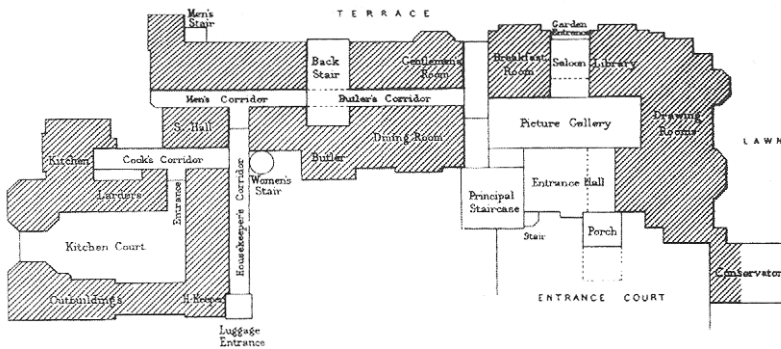 TERRACE
Men's
Stair
Garden
Entrance
Back
Stair
Gentlemen's
Room
Breakfast
Room
Saloon
Library
Men's Corridor
Butler's Corridor
Drawing
Rooms
S. Hall
Dining Room
Picture Gallery
LAWN
Kitchen
Cook's Corridor
Butler
Women's
Stair
Larders
Entrance
Housekeeper's Corridor
Principal
Staircase
Entrance Hall
Kitchen Court
Stair
Porch
Conservatory
Outbuildings
H. Keeper
ENTRANCE COURT
Luggage
Entrance